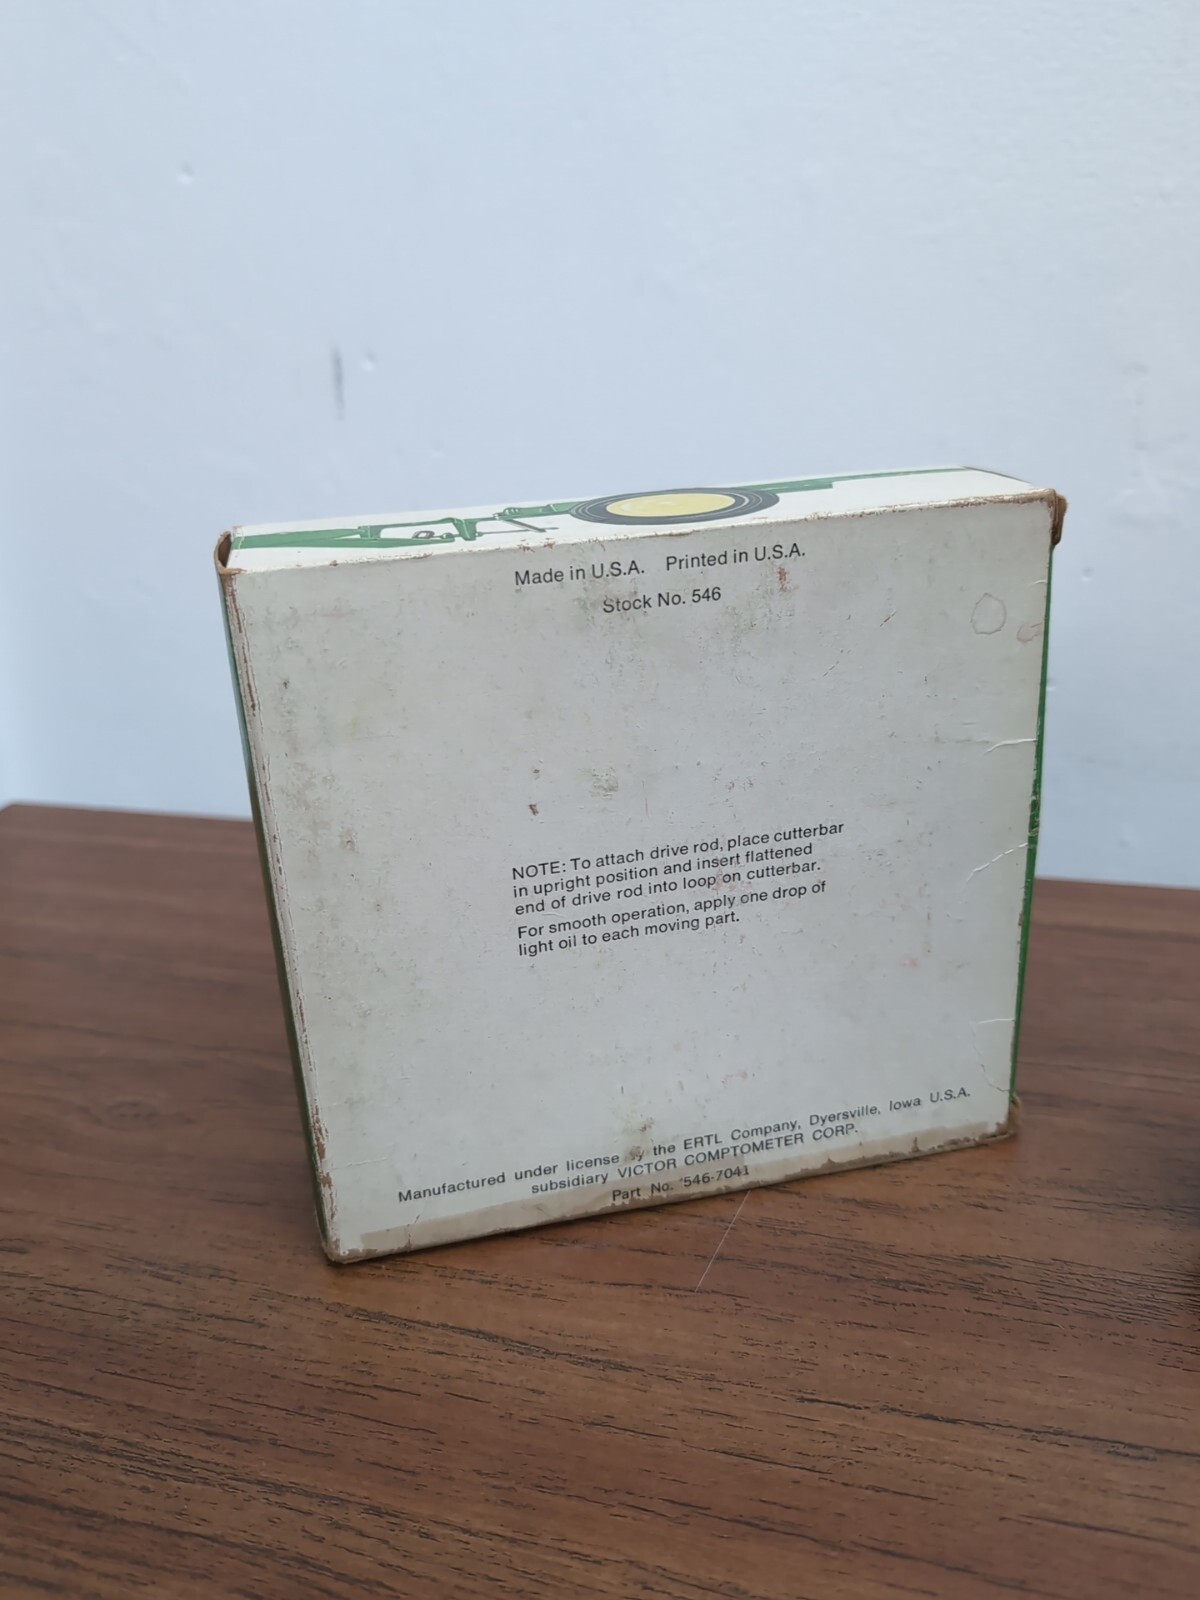 Made in U.S.A. Printed in U.S.A.
Stock No. 546
NOTE: To attach drive rod, place cutterbar
in upright position and insert flattened
end of drive rod into loop on cutterbar.
For smooth operation, apply one drop of
light oil to each moving part.
Manufactured under license by the ERTL Company, Dyersville, Iowa U.S.A.
subsidiary VICTOR COMPTOMETER CORP.
Part No. 546-7041